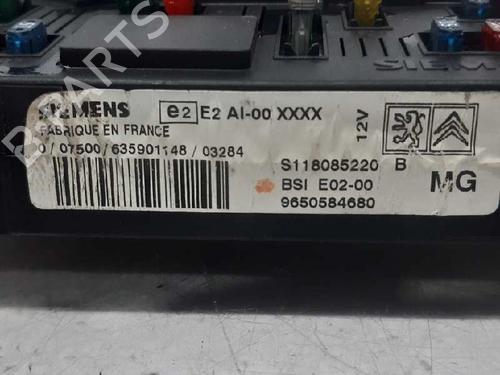 SIEMENS e2 E2 AI-00 XXXX
FABRIQUE EN FRANCE
0/07500/635901148/03284
12V
S118085220 B
BSI E02-00 MG
9650584680